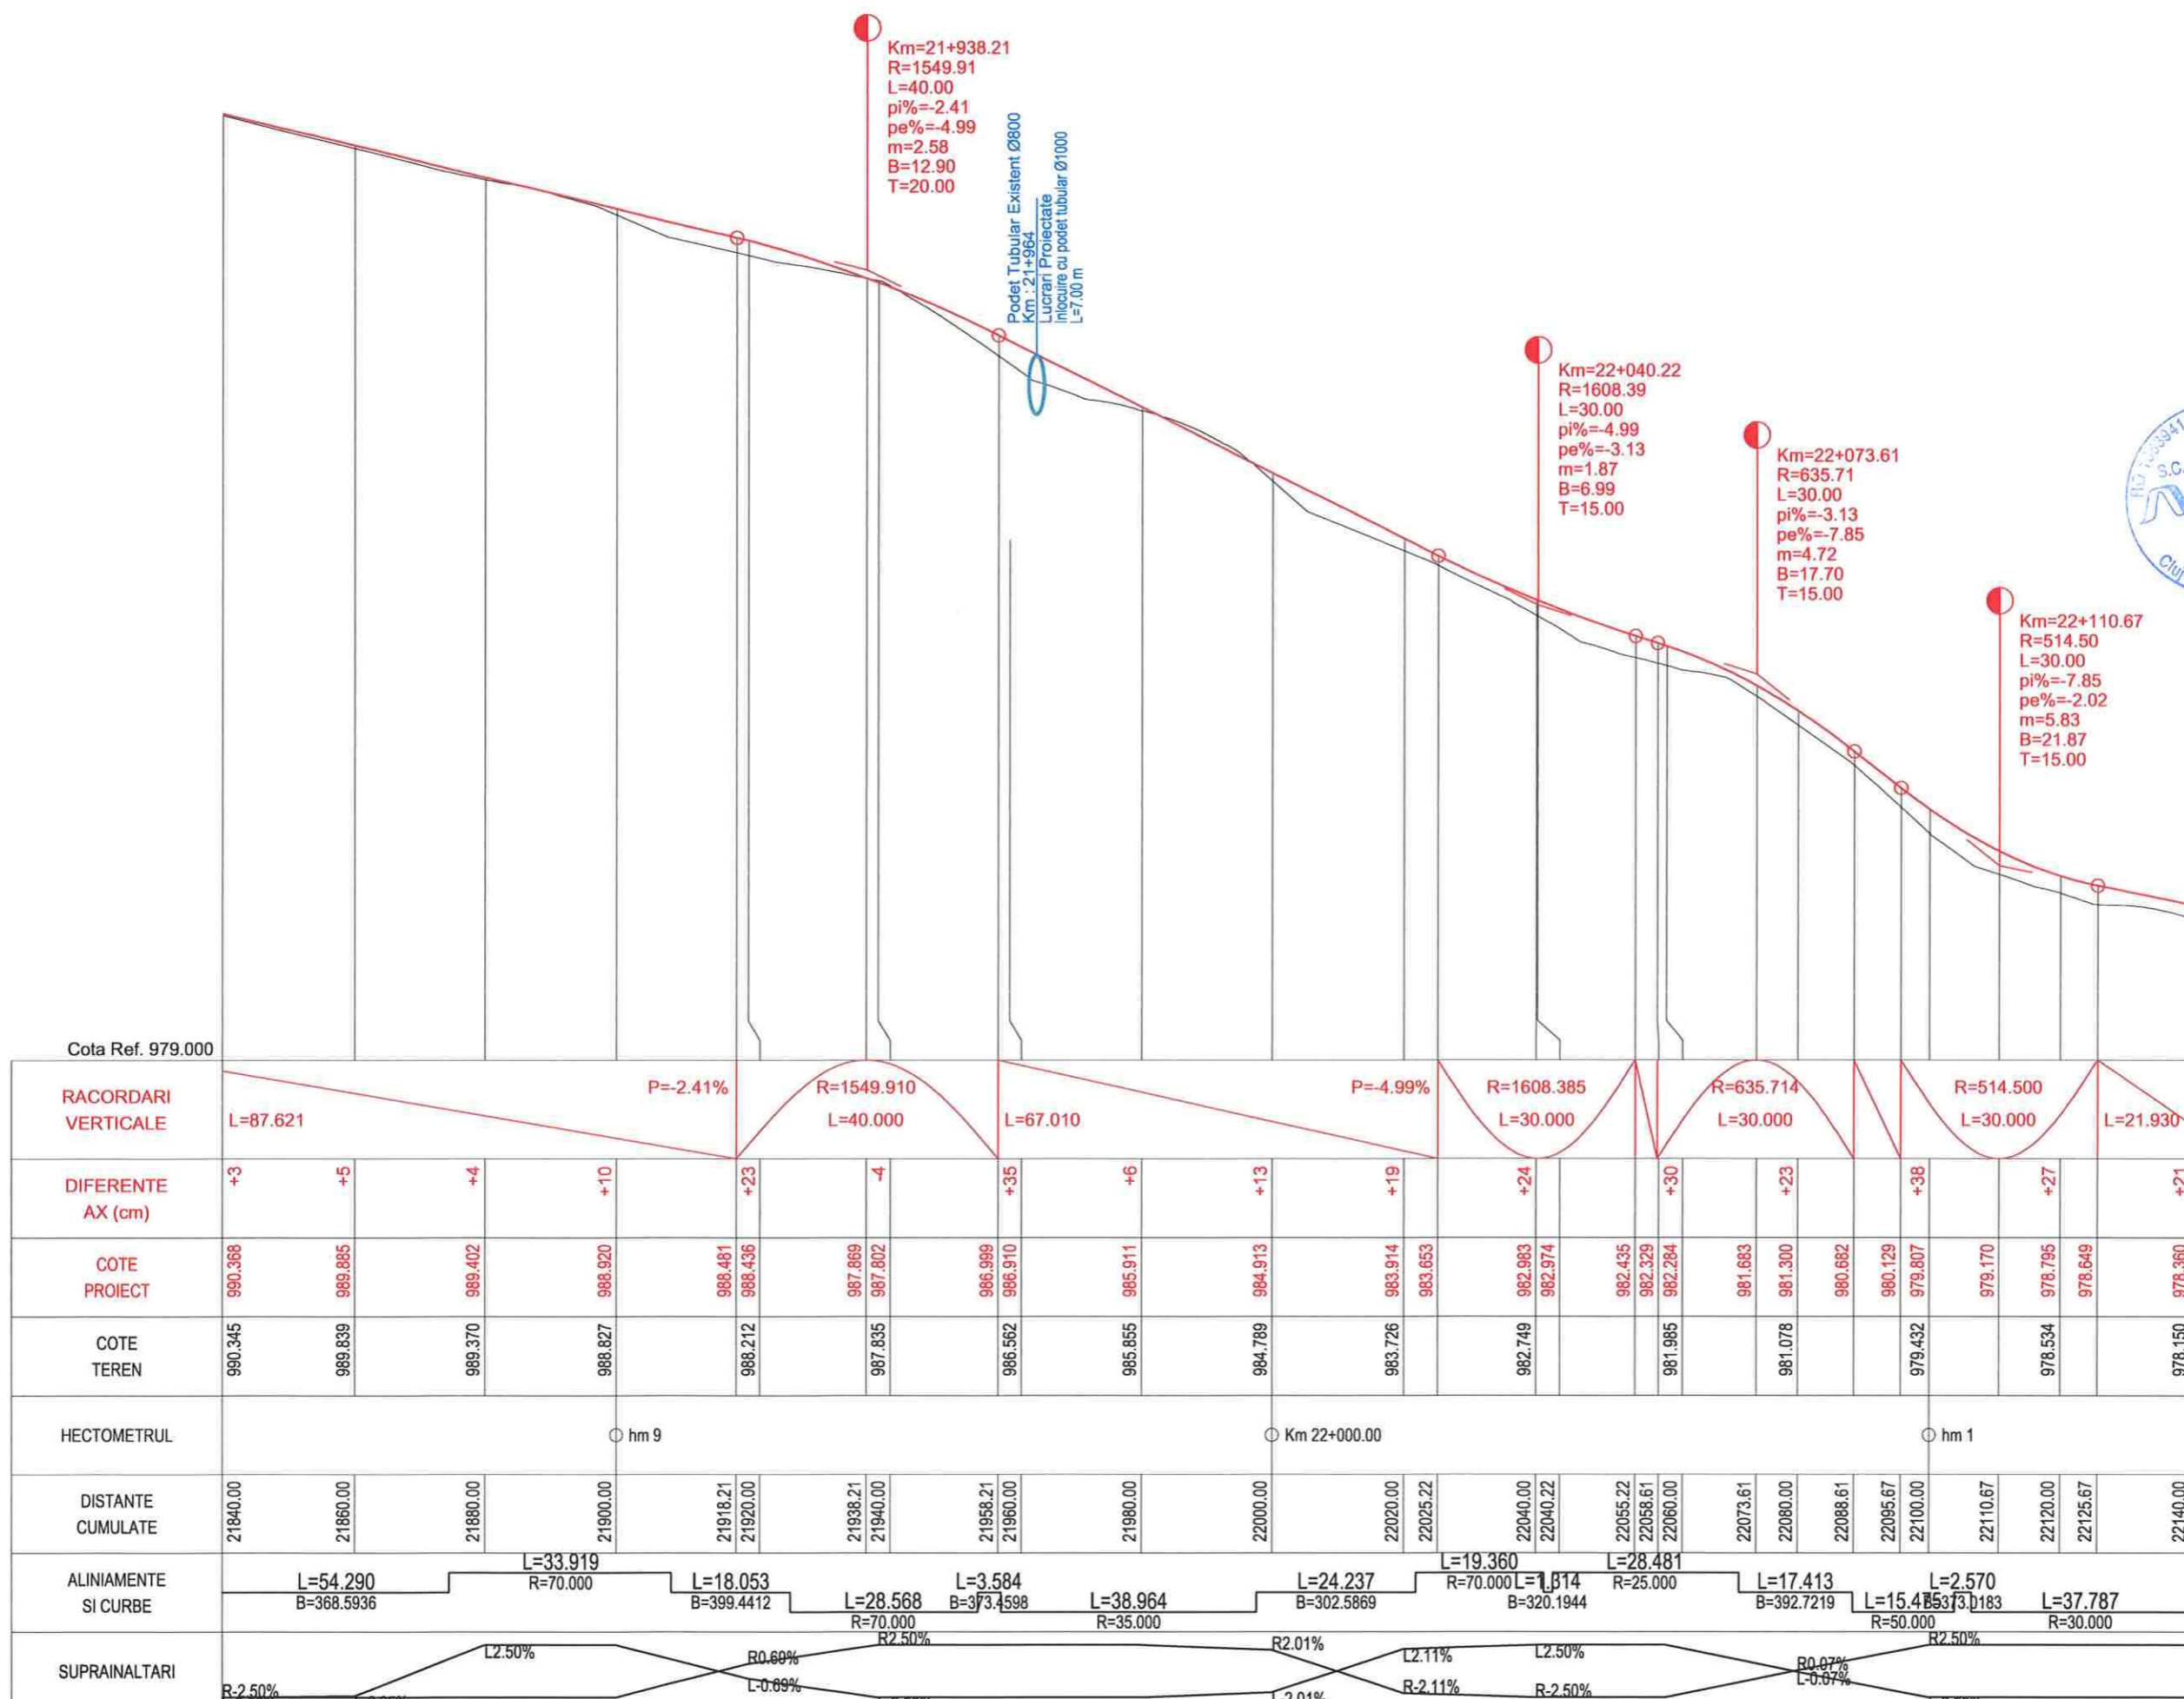 Km=21+938.21
R=1549.91
L=40.00
pi%=-2.41
pe%=-4.99
m=2.58
B=12.90
T=20.00
Podet Tubular Existent Ø800
Km : 21+964
Lucrari Proiectate
Inlocuire cu podet tubular Ø1000
L=7.00 m
Km=22+040.22
R=1608.39
L=30.00
pi%=-4.99
pe%=-3.13
m=1.87
B=6.99
T=15.00
Km=22+073.61
R=635.71
L=30.00
pi%=-3.13
pe%=-7.85
m=4.72
B=17.70
T=15.00
Km=22+110.67
R=514.50
L=30.00
pi%=-7.85
pe%=-2.02
m=5.83
B=21.87
T=15.00
S.C.
Cluj
Cota Ref. 979.000
RACORDARI
VERTICALE
P=-2.41% R=1549.910 P=-4.99% R=1608.385 R=635.714 R=514.500
L=87.621 L=40.000 L=67.010 L=30.000 L=30.000 L=30.000 L=21.930
DIFERENTE
AX (cm)
+3 +5 +4 +10 +23 -4 +35 +6 +13 +19 +24 +30 +23 +38 +27 +21
COTE
PROIECT
990.368 989.885 989.402 988.920 988.481 988.436 987.869 987.802 986.999 986.910 985.911 984.913 983.914 983.653 982.983 982.974 982.435 982.329 982.284 981.683 981.300 980.682 980.129 979.807 979.170 978.795 978.649 978.360
COTE
TEREN
990.345 989.839 989.370 988.827 988.212 987.835 986.562 985.855 984.789 983.726 982.749 981.985 981.078 979.432 978.534 978.150
HECTOMETRUL
hm 9 Km 22+000.00 hm 1
DISTANTE
CUMULATE
21840.00 21860.00 21880.00 21900.00 21918.21 21920.00 21938.21 21940.00 21958.21 21960.00 21980.00 22000.00 22020.00 22025.22 22040.00 22040.22 22055.22 22058.61 22060.00 22073.61 22080.00 22088.61 22095.67 22100.00 22110.67 22120.00 22125.67 22140.00
ALINIAMENTE
SI CURBE
L=54.290
B=368.5936
L=33.919
R=70.000
L=18.053
B=399.4412
L=28.568
R=70.000
L=3.584
B=373.4598
L=38.964
R=35.000
L=24.237
B=302.5869
L=19.360
R=70.000
L=1.314
B=320.1944
L=28.481
R=25.000
L=17.413
B=392.7219
L=15.475
R=50.000
L=2.570
L=37.787
R=30.000
SUPRAINALTARI
R-2.50%
L2.50%
R0.69%
L-0.69%
R2.50%
R2.01%
L-2.01%
L2.11%
R-2.11%
L2.50%
R-2.50%
R0.07%
L-0.07%
R2.50%